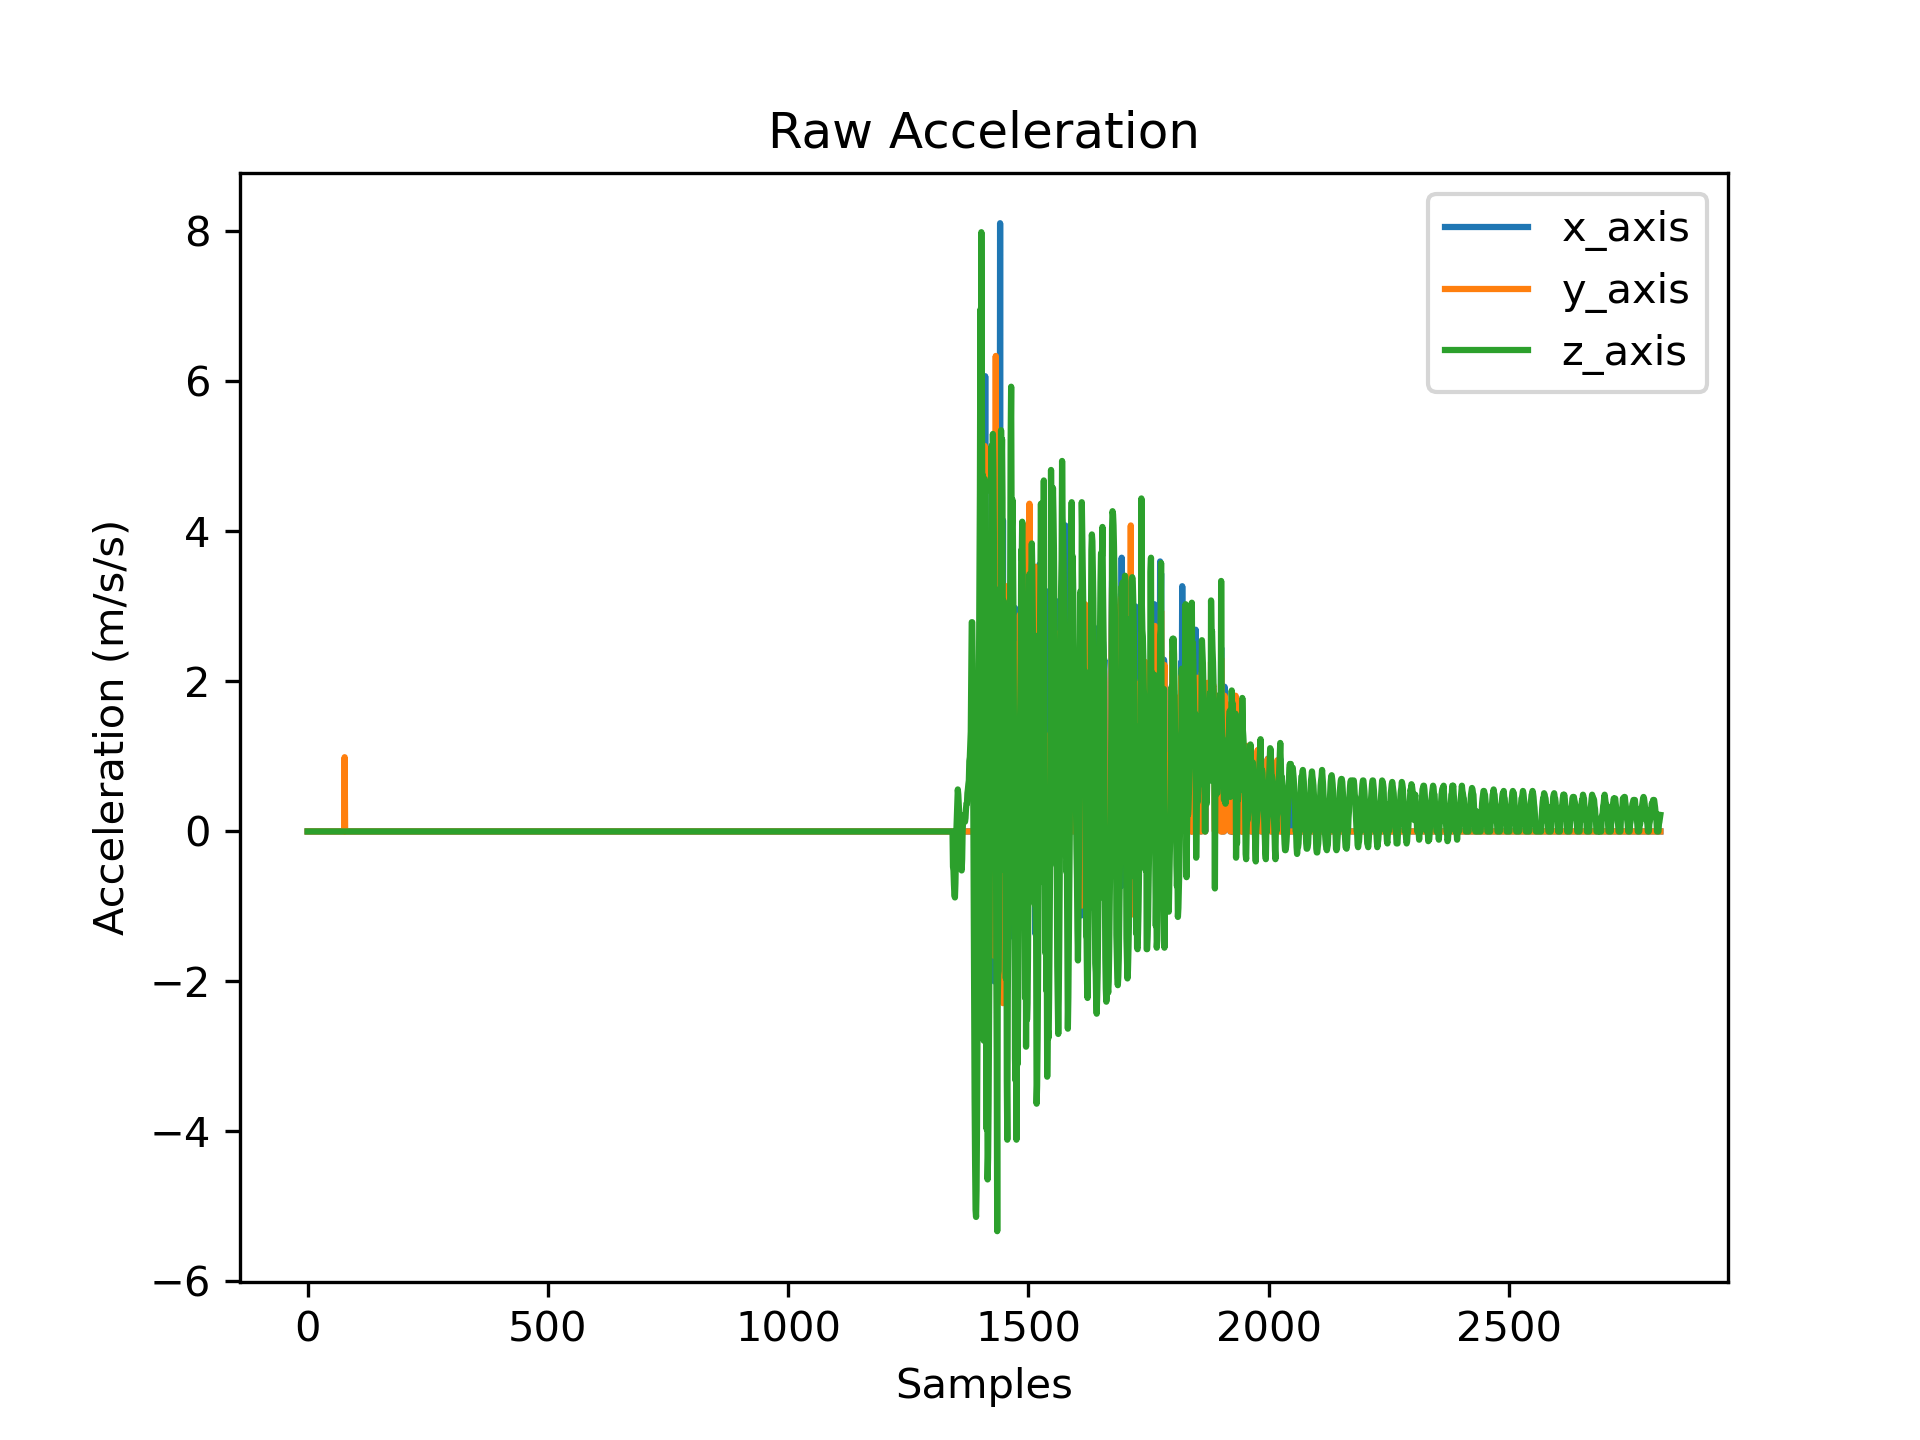 Raw Acceleration
x_axis
y_axis
z_axis
Acceleration (m/s/s)
8
6
4
2
0
−2
−4
−6
0 500 1000 1500 2000 2500
Samples